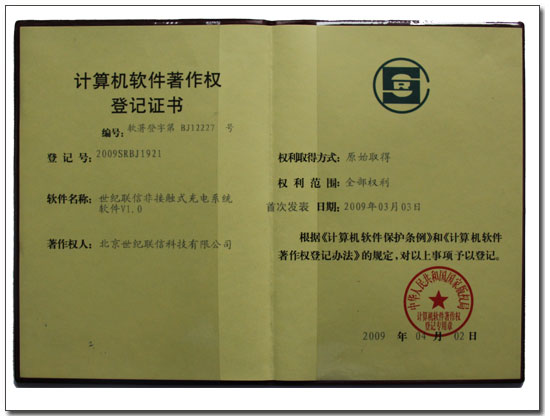 计算机软件著作权
登记证书
编号: 软著登字第 BJ12227 号
登 记 号: 2009SRBJ1921
软件名称: 世纪联信非接触式充电系统
软件V1.0
著作权人: 北京世纪联信科技有限公司
权利取得方式: 原始取得
权 利 范 围: 全部权利
首次发表 日期: 2009年03月03日
根据《计算机软件保护条例》和《计算机软件
著作权登记办法》的规定,对以上事项予以登记。
中华人民共和国国家版权局
计算机软件著作权
登记专用章
2009 年 04 月 02 日